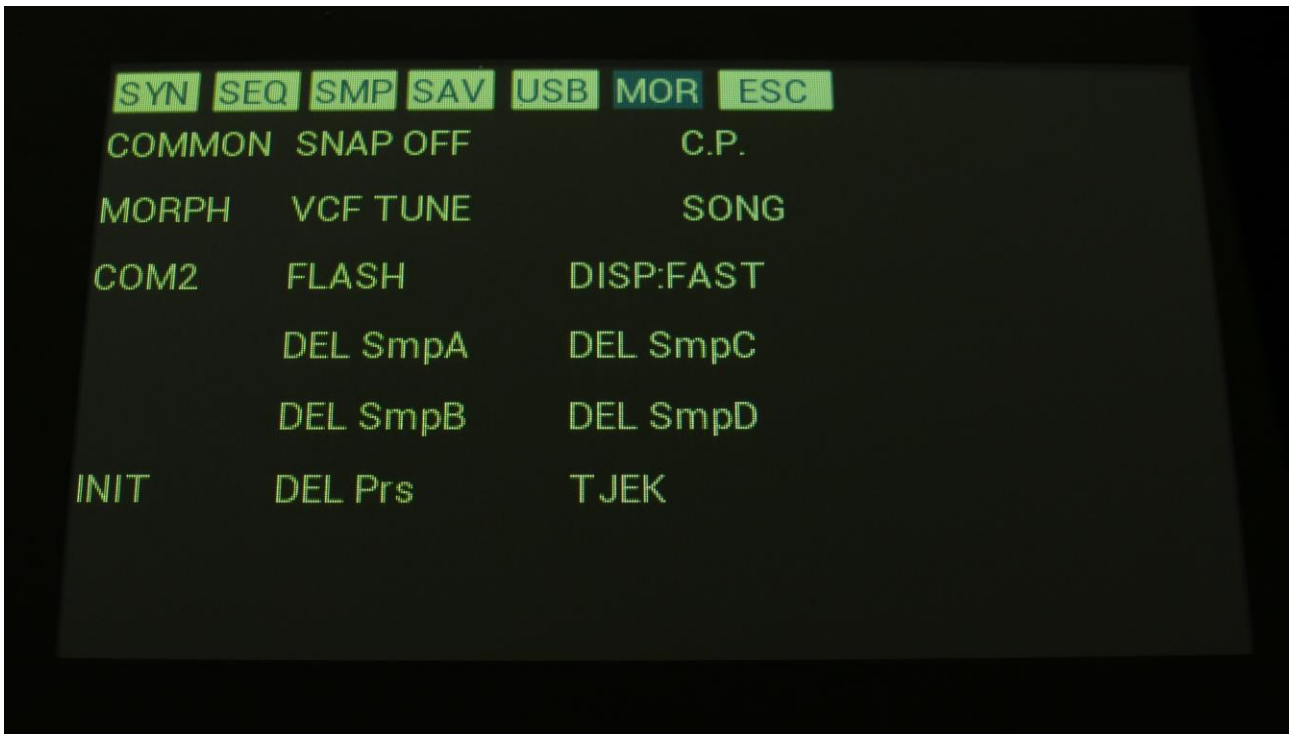 SYN SEQ SMP SAV USB MOR ESC
COMMON SNAP OFF C.P.
MORPH VCF TUNE SONG
COM2 FLASH DISP:FAST
DEL SmpA DEL SmpC
DEL SmpB DEL SmpD
INIT DEL Prs TJEK